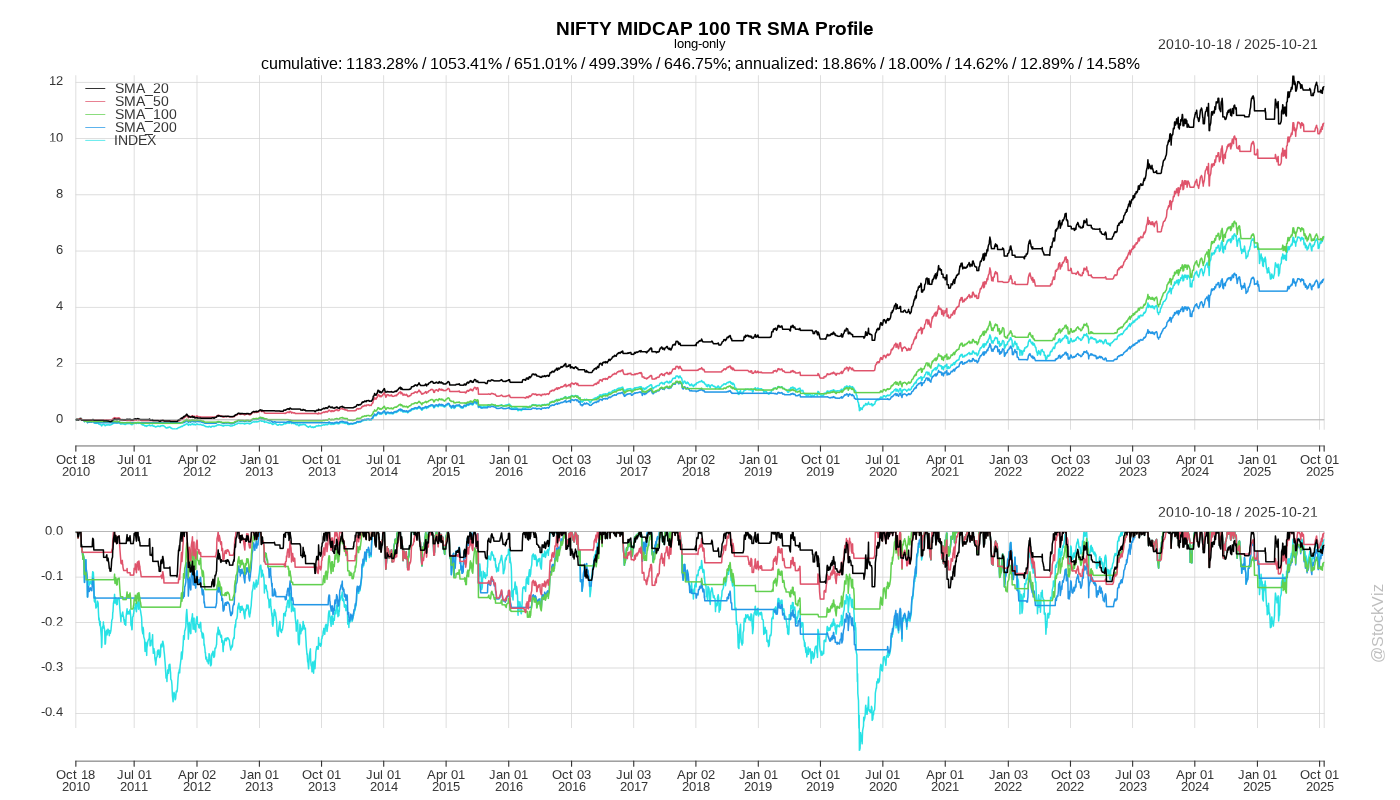 NIFTY MIDCAP 100 TR SMA Profile
long-only
2010-10-18 / 2025-10-21
cumulative: 1183.28% / 1053.41% / 651.01% / 499.39% / 646.75%; annualized: 18.86% / 18.00% / 14.62% / 12.89% / 14.58%
SMA_20
SMA_50
SMA_100
SMA_200
INDEX
12
10
8
6
4
2
0
Oct 18 Jul 01 Apr 02 Jan 01 Oct 01 Jul 01 Apr 01 Jan 01 Oct 03 Jul 03 Apr 02 Jan 01 Oct 01 Jul 01 Apr 01 Jan 03 Oct 03 Jul 03 Apr 01 Jan 01 Oct 01
2010 2011 2012 2013 2013 2014 2015 2016 2016 2017 2018 2019 2019 2020 2021 2022 2022 2023 2024 2025 2025
2010-10-18 / 2025-10-21
0.0
-0.1
-0.2
-0.3
-0.4
Oct 18 Jul 01 Apr 02 Jan 01 Oct 01 Jul 01 Apr 01 Jan 01 Oct 03 Jul 03 Apr 02 Jan 01 Oct 01 Jul 01 Apr 01 Jan 03 Oct 03 Jul 03 Apr 01 Jan 01 Oct 01
2010 2011 2012 2013 2013 2014 2015 2016 2016 2017 2018 2019 2019 2020 2021 2022 2022 2023 2024 2025 2025
@StockViz